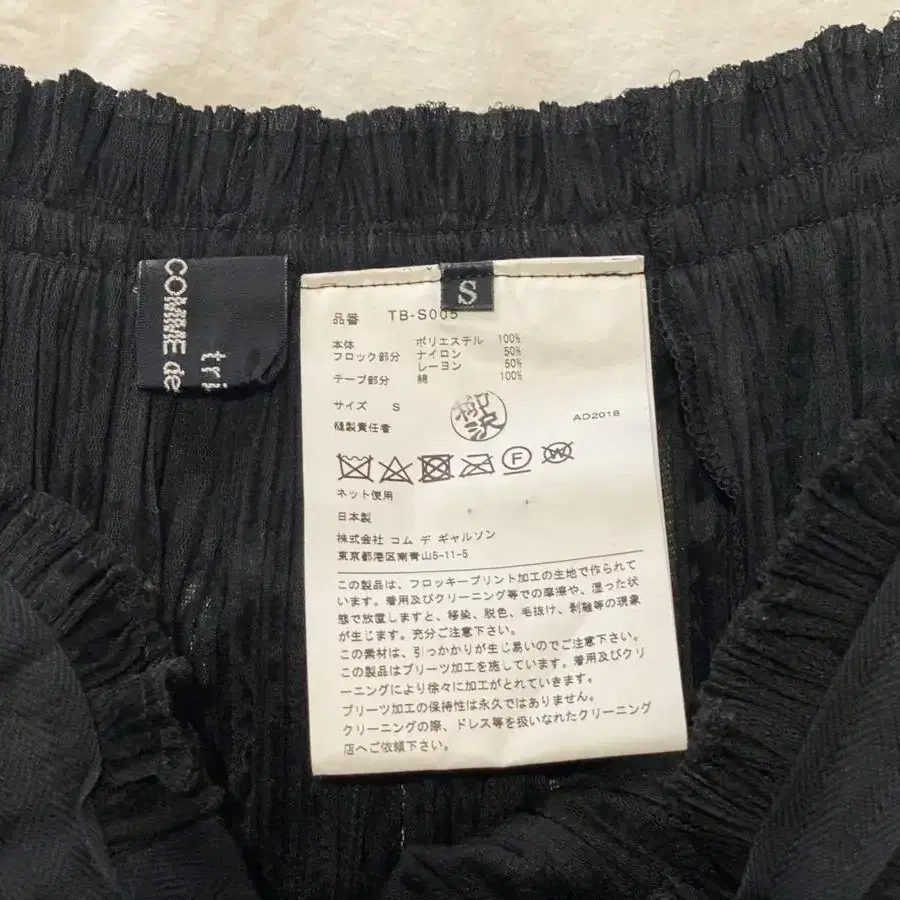 COMME de
tri
S
品番 TB-S005
本体 ポリエステル 100%
フロック部分 ナイロン 50%
レーヨン 50%
テープ部分 綿 100%
サイズ S
縫製責任者 柳沢
AD2018
F W
ネット使用
日本製
株式会社 コム デ ギャルソン
東京都港区南青山5-11-5
この製品は、フロッキープリント加工の生地で作られて
います。着用及びクリーニング等での摩擦や、湿った状
態で放置しますと、移染、脱色、毛抜け、剥離等の現象
が生じます。充分ご注意下さい。
この素材は、引っかかりが生じ易いのでご注意下さい。
この製品はプリーツ加工を施しています。着用及びクリ
ーニングにより徐々に加工がとれていきます。
プリーツ加工の保持性は永久ではありません。
クリーニングの際、ドレス等を扱いなれたクリーニング
店へご依頼下さい。